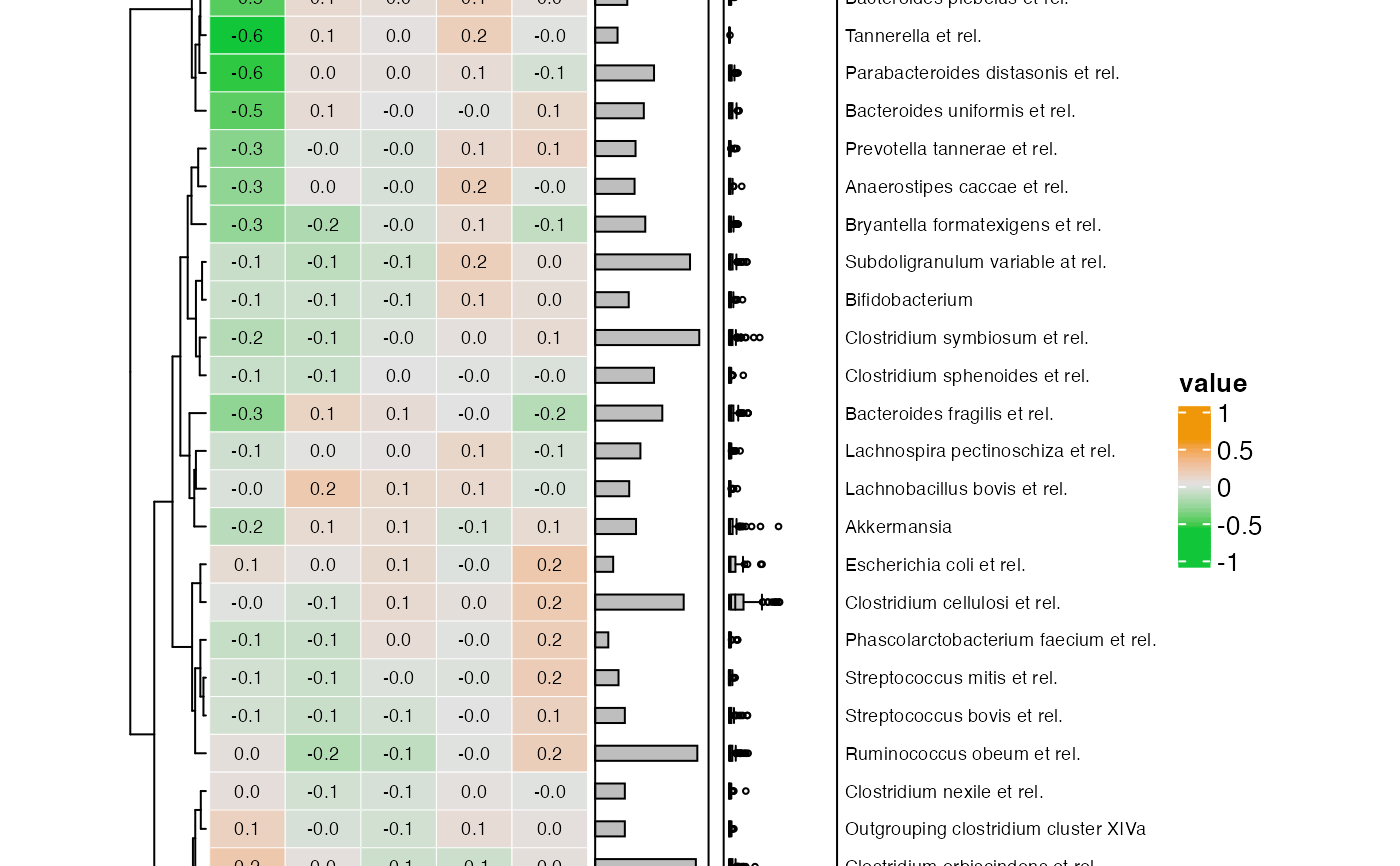 -0.6 0.1 0.0 0.2 -0.0 Tannerella et rel.
-0.6 0.0 0.0 0.1 -0.1 Parabacteroides distasonis et rel.
-0.5 0.1 -0.0 -0.0 0.1 Bacteroides uniformis et rel.
-0.3 -0.0 -0.0 0.1 0.1 Prevotella tannerae et rel.
-0.3 0.0 -0.0 0.2 -0.0 Anaerostipes caccae et rel.
-0.3 -0.2 -0.0 0.1 -0.1 Bryantella formatexigens et rel.
-0.1 -0.1 -0.1 0.2 0.0 Subdoligranulum variable at rel.
-0.1 -0.1 -0.1 0.1 0.0 Bifidobacterium
-0.2 -0.1 -0.0 0.0 0.1 Clostridium symbiosum et rel.
-0.1 -0.1 0.0 -0.0 -0.0 Clostridium sphenoides et rel.
value
-0.3 0.1 0.1 -0.0 -0.2 Bacteroides fragilis et rel. 1
-0.1 0.0 0.0 0.1 -0.1 Lachnospira pectinoschiza et rel. 0.5
-0.0 0.2 0.1 0.1 -0.0 Lachnobacillus bovis et rel. 0
-0.2 0.1 0.1 -0.1 0.1 Akkermansia -0.5
0.1 0.0 0.1 -0.0 0.2 Escherichia coli et rel. -1
-0.0 -0.1 0.1 0.0 0.2 Clostridium cellulosi et rel.
-0.1 -0.1 0.0 -0.0 0.2 Phascolarctobacterium faecium et rel.
-0.1 -0.1 -0.0 -0.0 0.2 Streptococcus mitis et rel.
-0.1 -0.1 -0.1 -0.0 0.1 Streptococcus bovis et rel.
0.0 -0.2 -0.1 -0.0 0.2 Ruminococcus obeum et rel.
0.0 -0.1 -0.1 0.0 -0.0 Clostridium nexile et rel.
0.1 -0.0 -0.1 0.1 0.0 Outgrouping clostridium cluster XIVa